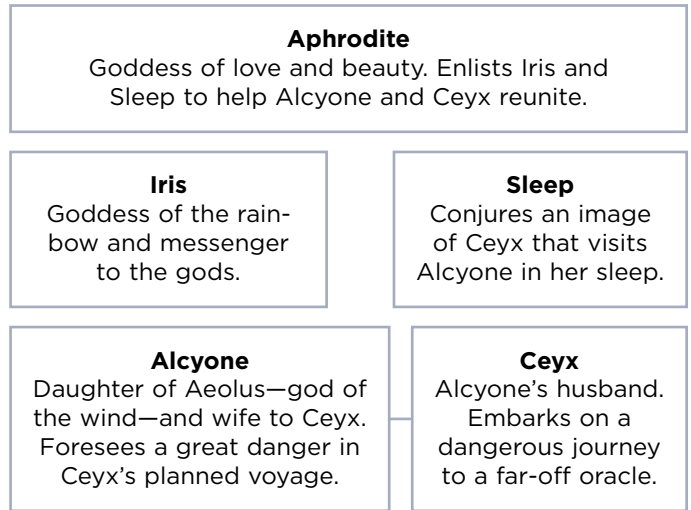 Aphrodite
Goddess of love and beauty. Enlists Iris and
Sleep to help Alcyone and Ceyx reunite.
Iris
Goddess of the rain-
bow and messenger
to the gods.
Sleep
Conjures an image
of Ceyx that visits
Alcyone in her sleep.
Alcyone
Daughter of Aeolus—god of
the wind—and wife to Ceyx.
Foresees a great danger in
Ceyx's planned voyage.
Ceyx
Alcyone's husband.
Embarks on a
dangerous journey
to a far-off oracle.